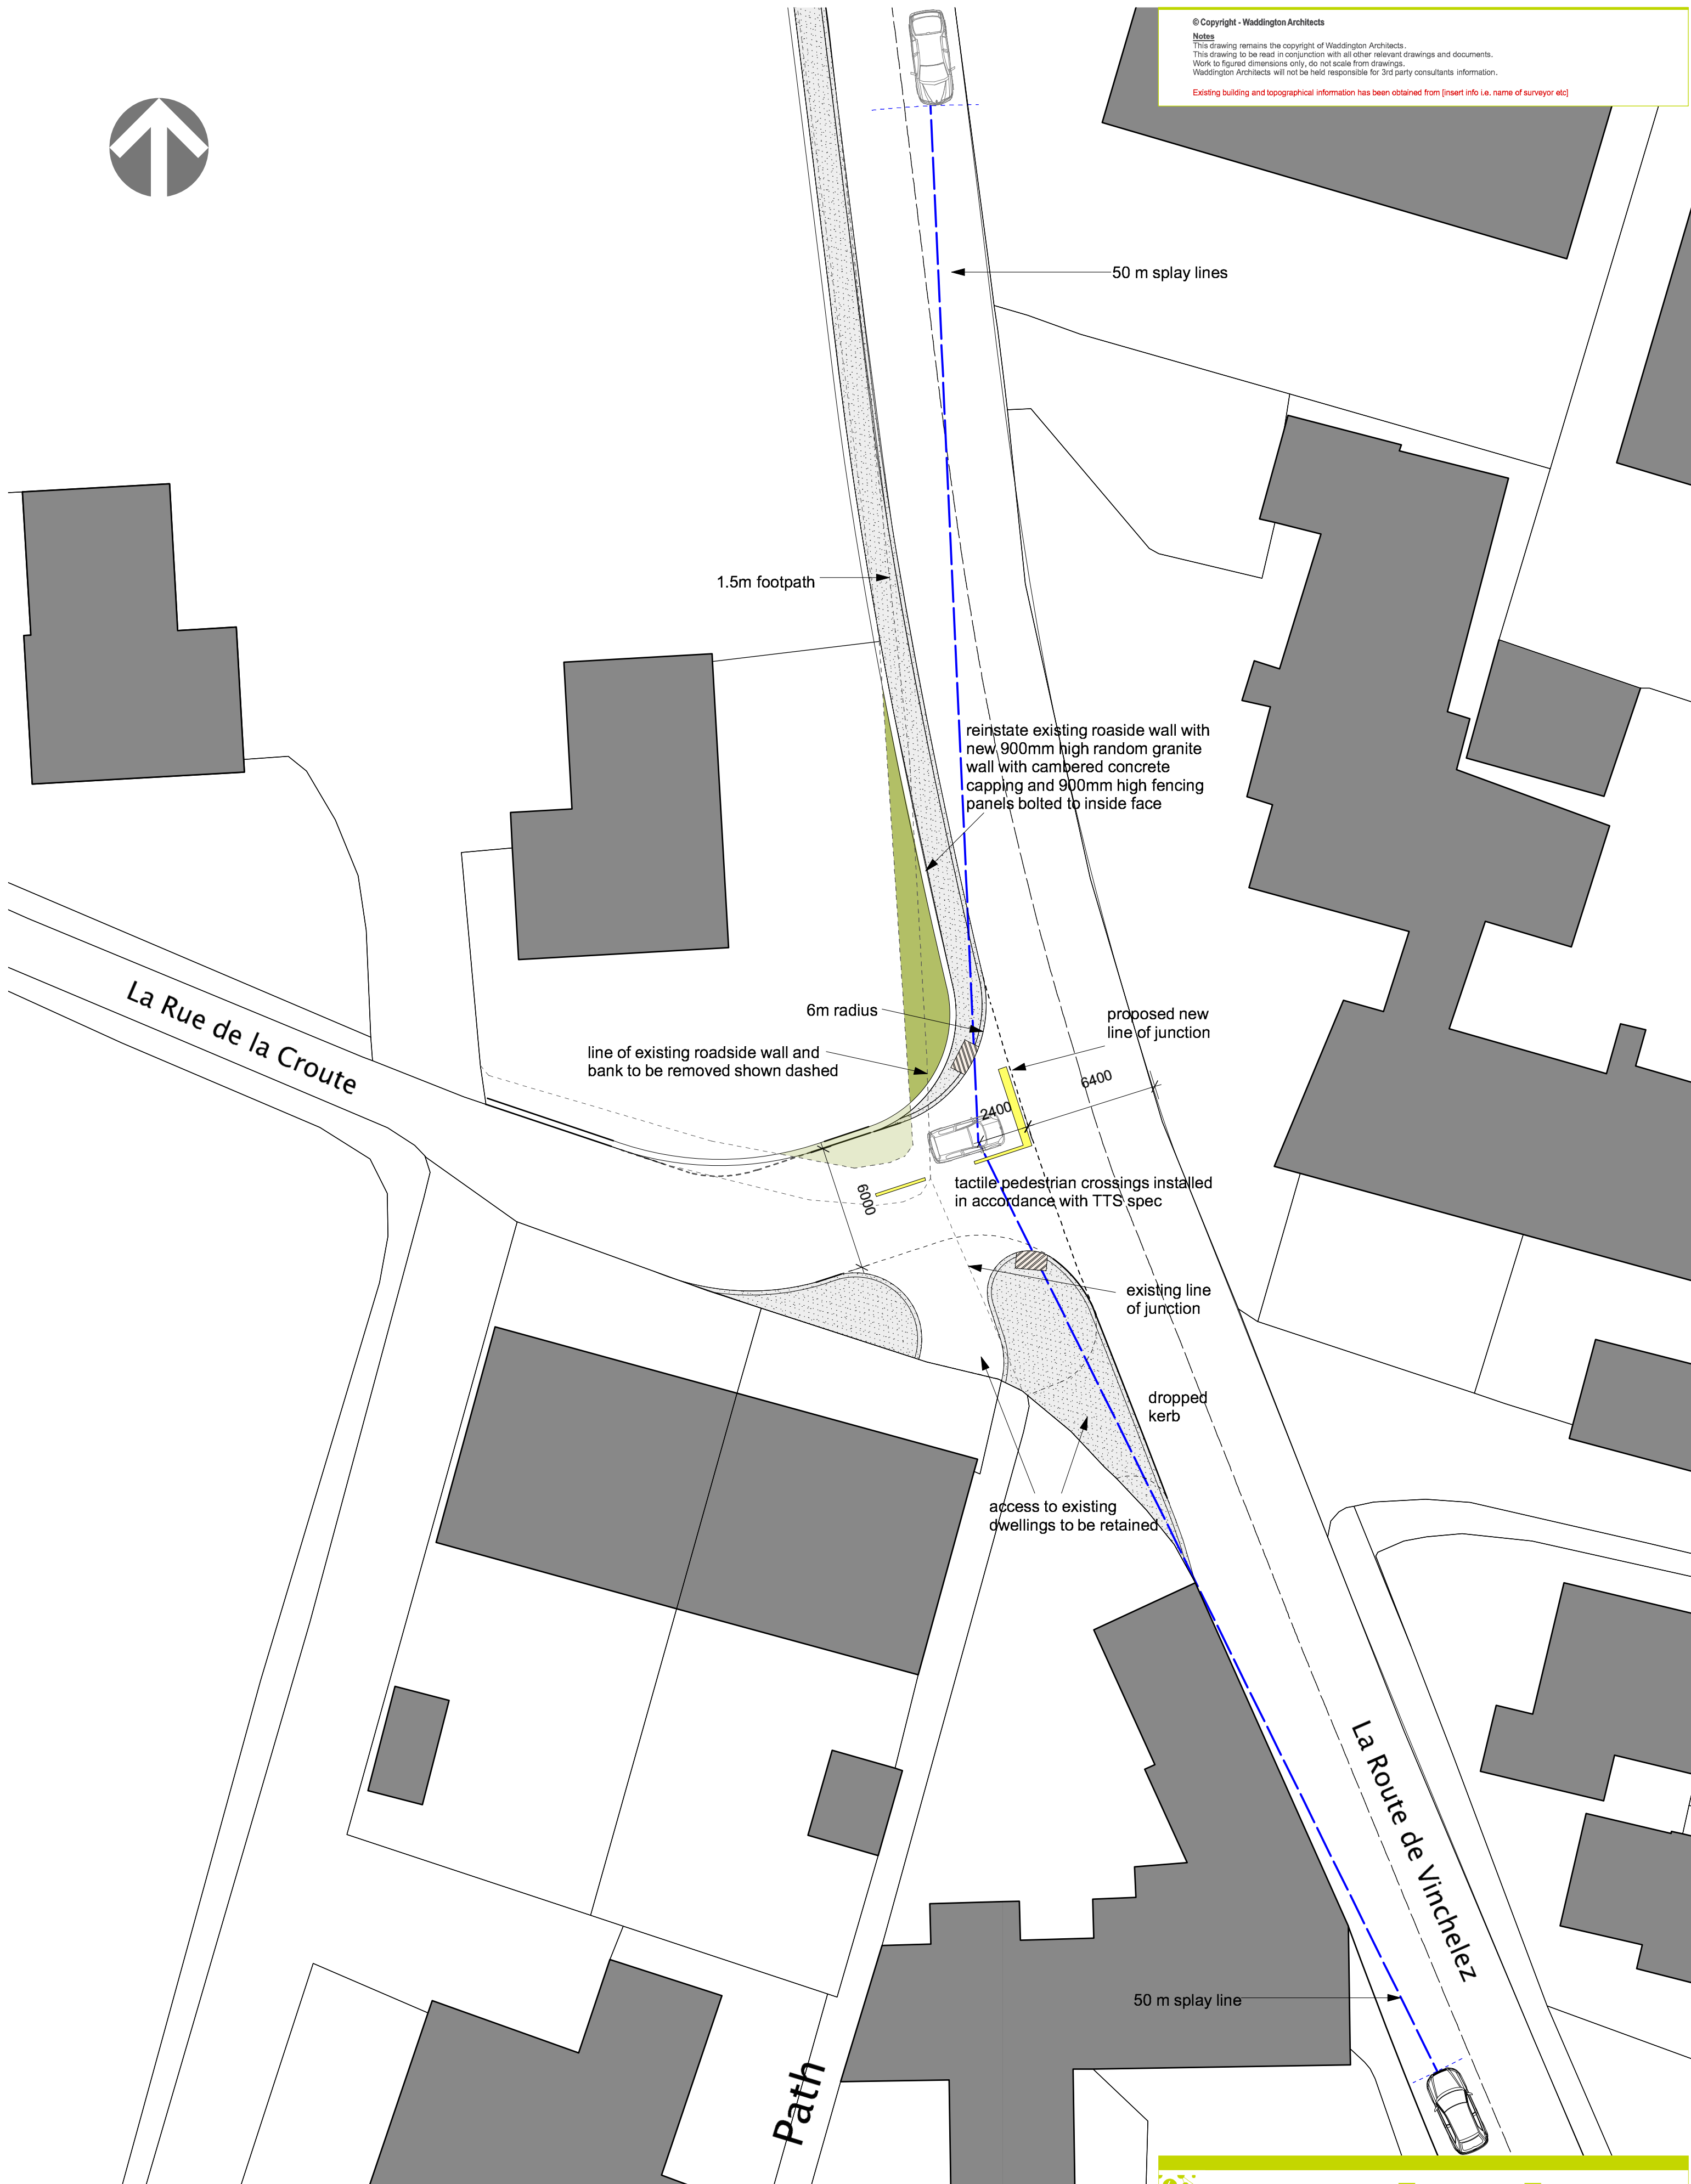 © Copyright - Waddington Architects
Notes
This drawing remains the copyright of Waddington Architects.
This drawing to be read in conjunction with all other relevant drawings and documents.
Work to figured dimensions only, do not scale from drawings.
Waddington Architects will not be held responsible for 3rd party consultants information.
Existing building and topographical information has been obtained from [insert info i.e. name of surveyor etc]
50 m splay lines
1.5m footpath
reinstate existing roaside wall with
new 900mm high random granite
wall with cambered concrete
capping and 900mm high fencing
panels bolted to inside face
La Rue de la Croute
6m radius
proposed new
line of junction
line of existing roadside wall and
bank to be removed shown dashed
6400
2400
6000
tactile pedestrian crossings installed
in accordance with TTS spec
existing line
of junction
dropped
kerb
access to existing
dwellings to be retained
La Route de Vinchelez
50 m splay line
Path